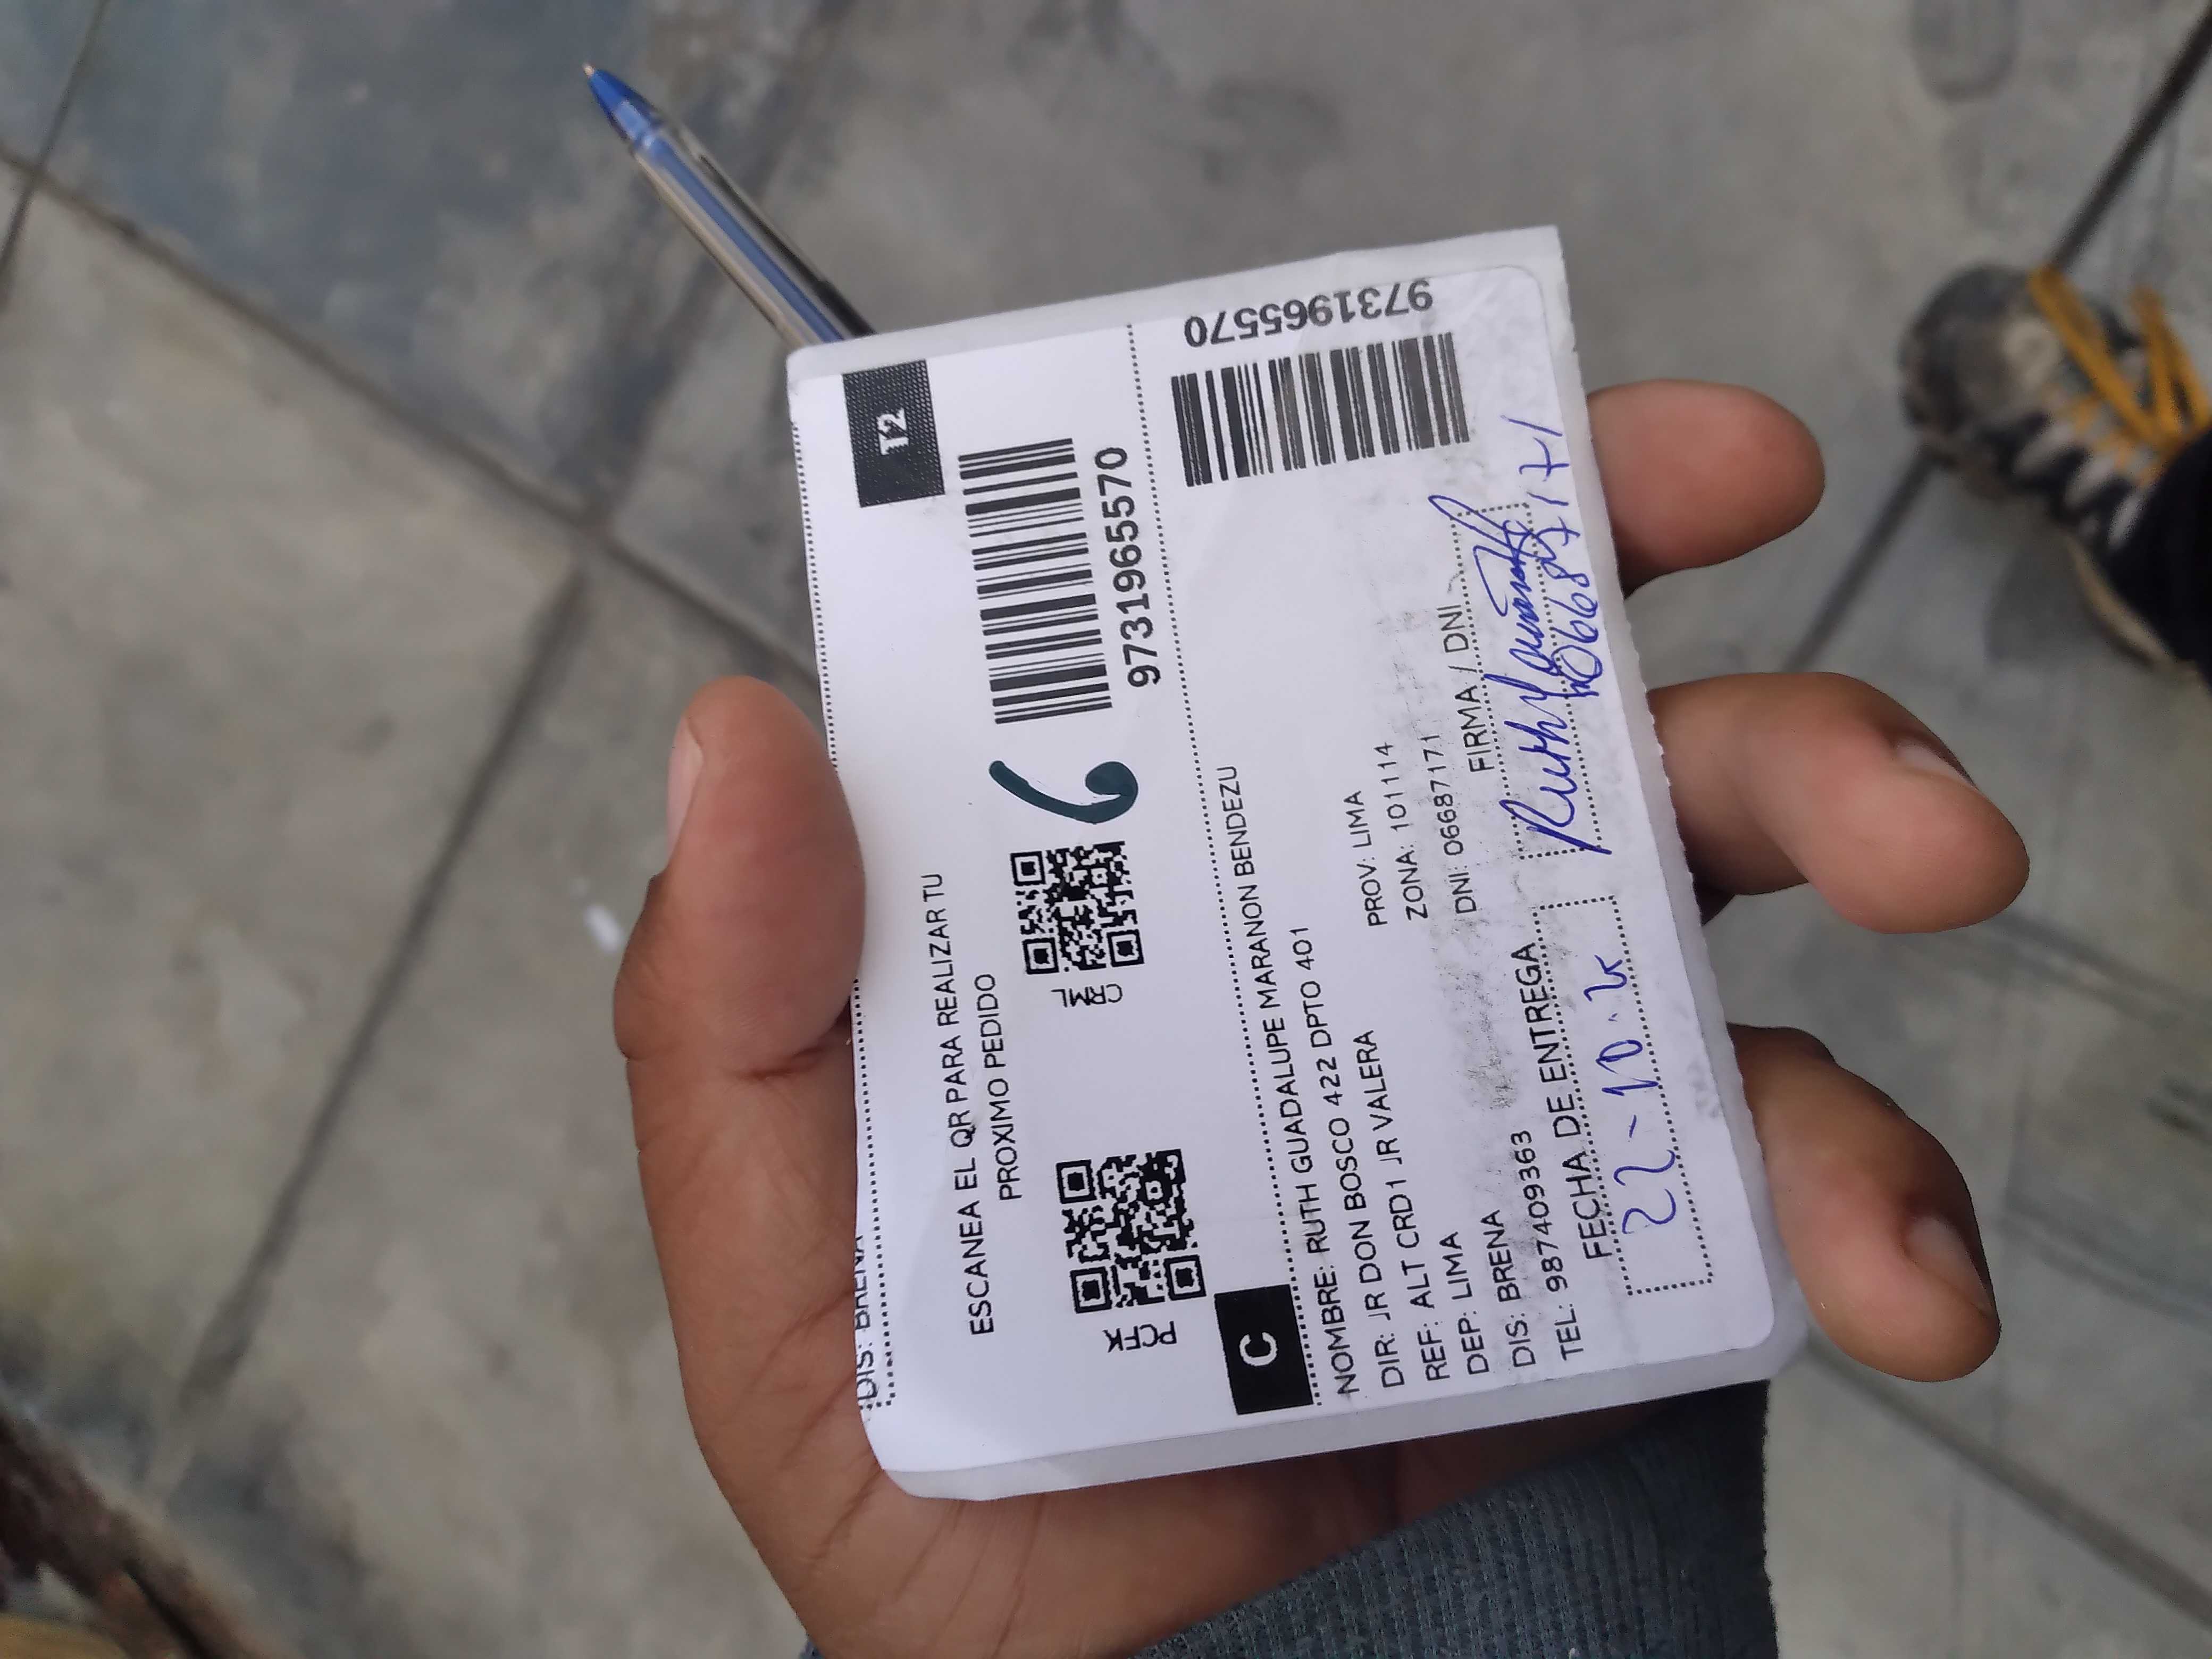 DIS: BRENA
T2
ESCANEA EL QR PARA REALIZAR TU
PROXIMO PEDIDO
PCFK
CRML
6
9731965570
C
9731965570
NOMBRE: RUTH GUADALUPE MARANON BENDEZU
DIR: JR DON BOSCO 422 DPTO 401
REF: ALT CRD1 JR VALERA
DEP: LIMA
PROV: LIMA
DIS: BRENA
ZONA: 101114
TEL: 987409363
DNI: 06687171
FECHA DE ENTREGA
FIRMA / DNI
22-10.
Ruth
06687171